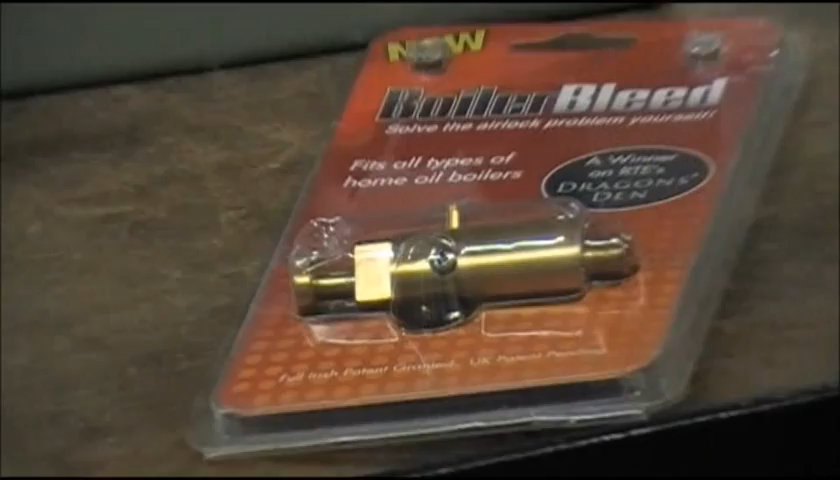 NEW
BoilerBleed
Solve the airlock problem yourself!
Fits all types of
home oil boilers
A Winner
on RTE's
DRAGONS'
DEN
Full Irish Patent Granted. UK Patent Pending